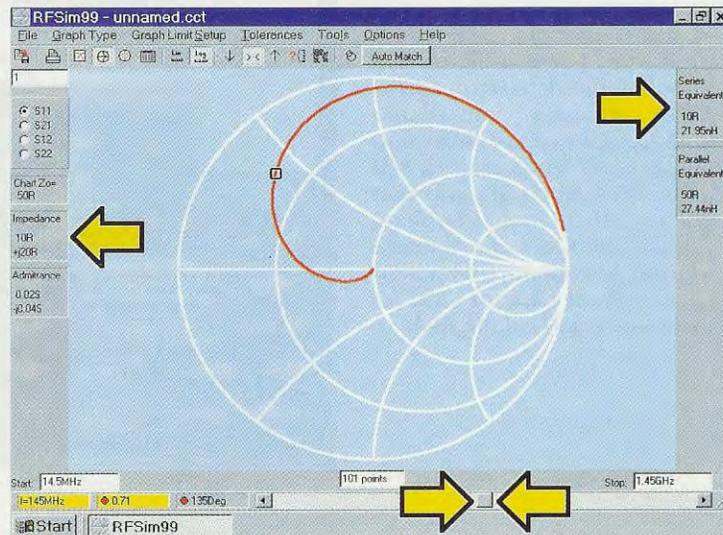 RFSim99 - unnamed.cct
File Graph Type Graph Limit Setup Tolerances Tools Options Help
Auto Match
1
S11
S21
S12
S22
Chart Zo=
50R
Impedance
10R
+j20R
Admittance
0.02S
-j0.04S
Series
Equivalent
10R
21.95nH
Parallel
Equivalent
50R
27.44nH
Start: 14.5MHz
101 points
Stop: 1.45GHz
f=145MHz
0.71
135Deg
Start RFSim99